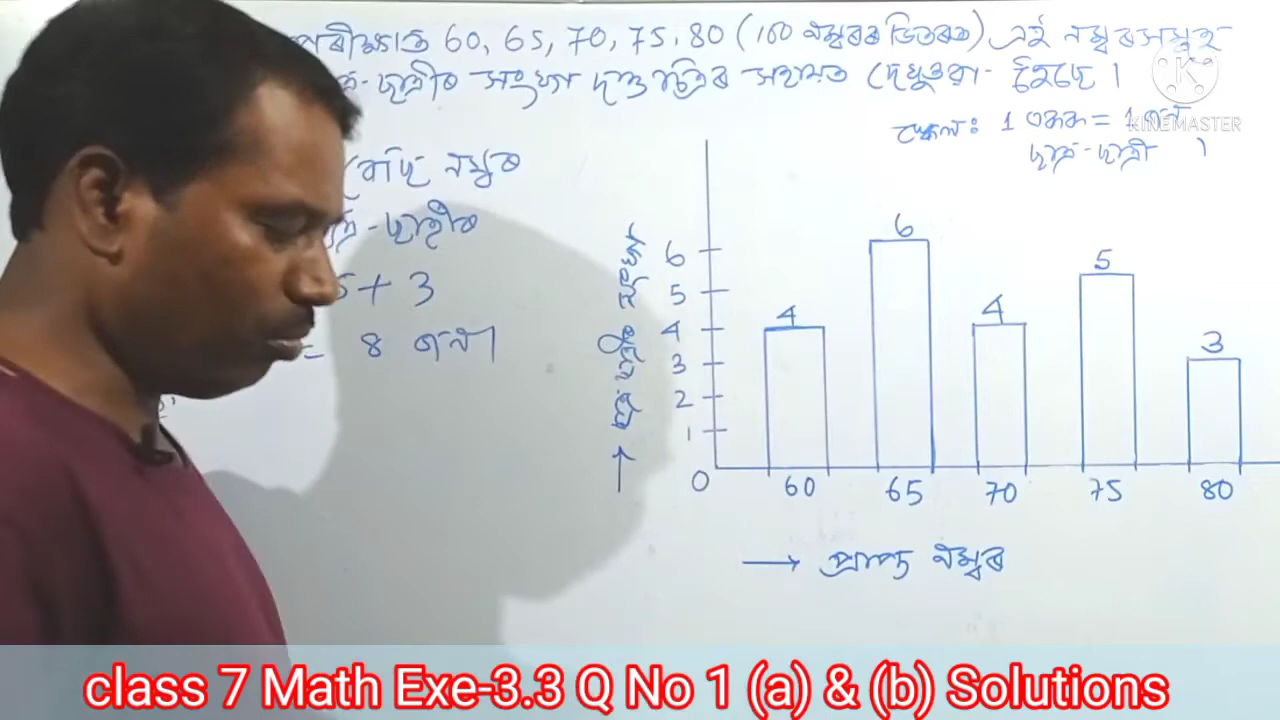 পৰীক্ষাত 60, 65, 70, 75, 80 (100 নম্বৰৰ ভিতৰত) এই নম্বৰসমূহ
ছাত্ৰীৰ সংখ্যা দণ্ড চিত্ৰৰ সহায়ত দেখুওৱা হৈছে ।
স্কেল: 1 একক = 1 জন
ছাত্ৰ-ছাত্ৰী ।
KINEMASTER
নম্বৰ
-ছাত্ৰীৰ
5 + 3
= 8 জন।
সংখ্যা
6
5
4
3
2
1
0
4
6
4
5
3
60 65 70 75 80
→ প্ৰাপ্ত নম্বৰ
class 7 Math Exe-3.3 Q No 1 (a) & (b) Solutions